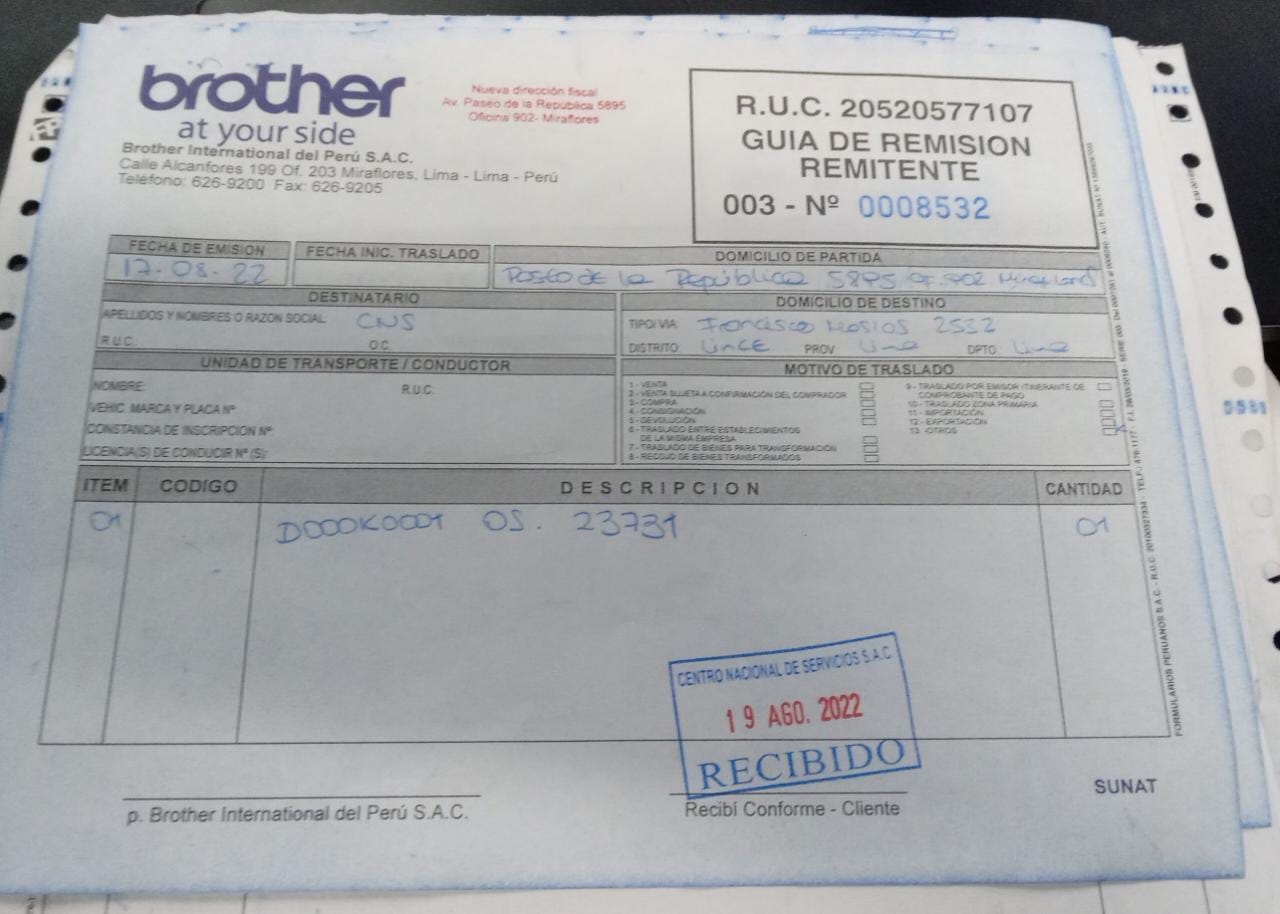 brother
at your side
Nueva dirección fiscal
Av. Paseo de la República 5895
Oficina 902- Miraflores
Brother International del Perú S.A.C.
Calle Alcanfores 199 Of. 203 Miraflores, Lima - Lima - Perú
Teléfono: 626-9200 Fax: 626-9205
R.U.C. 20520577107
GUIA DE REMISION
REMITENTE
003 - Nº 0008532
FECHA DE EMISION
17-08-22
FECHA INIC. TRASLADO
DOMICILIO DE PARTIDA
Paseo de la República 5895 of. 902 Miraflores
DESTINATARIO
APELLIDOS Y NOMBRES O RAZON SOCIAL: CNS
R.U.C. O.C.
DOMICILIO DE DESTINO
TIPO/VIA: Francisco Masias 2532
DISTRITO: Lince PROV: Lima DPTO: Lima
UNIDAD DE TRANSPORTE / CONDUCTOR
NOMBRE: R.U.C.
VEHIC. MARCA Y PLACA Nº
CONSTANCIA DE INSCRIPCION Nº
LICENCIA(S) DE CONDUCIR Nº (S):
MOTIVO DE TRASLADO
1 - VENTA
2 - VENTA SUJETA A CONFIRMACIÓN DEL COMPRADOR
3 - COMPRA
4 - CONSIGNACIÓN
5 - DEVOLUCIÓN
6 - TRASLADO ENTRE ESTABLECIMIENTOS
DE LA MISMA EMPRESA
7 - TRASLADO DE BIENES PARA TRANSFORMACIÓN
8 - RECOJO DE BIENES TRANSFORMADOS
9 - TRASLADO POR EMISOR ITINERANTE DE
COMPROBANTE DE PAGO
10 - TRASLADO ZONA PRIMARIA
11 - IMPORTACIÓN
12 - EXPORTACIÓN
13 - OTROS
ITEM CODIGO DESCRIPCION CANTIDAD
01 D000K0001 OS. 23731 01
CENTRO NACIONAL DE SERVICIOS S.A.C
19 AGO. 2022
RECIBIDO
p. Brother International del Perú S.A.C.
Recibí Conforme - Cliente
SUNAT
FORMULARIOS PERUANOS S.A.C. - R.U.C.